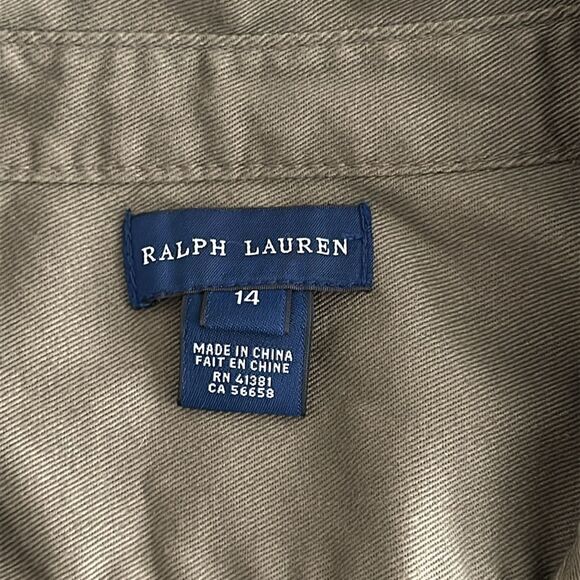 RALPH LAUREN
14
MADE IN CHINA
FAIT EN CHINE
RN 41381
CA 56658